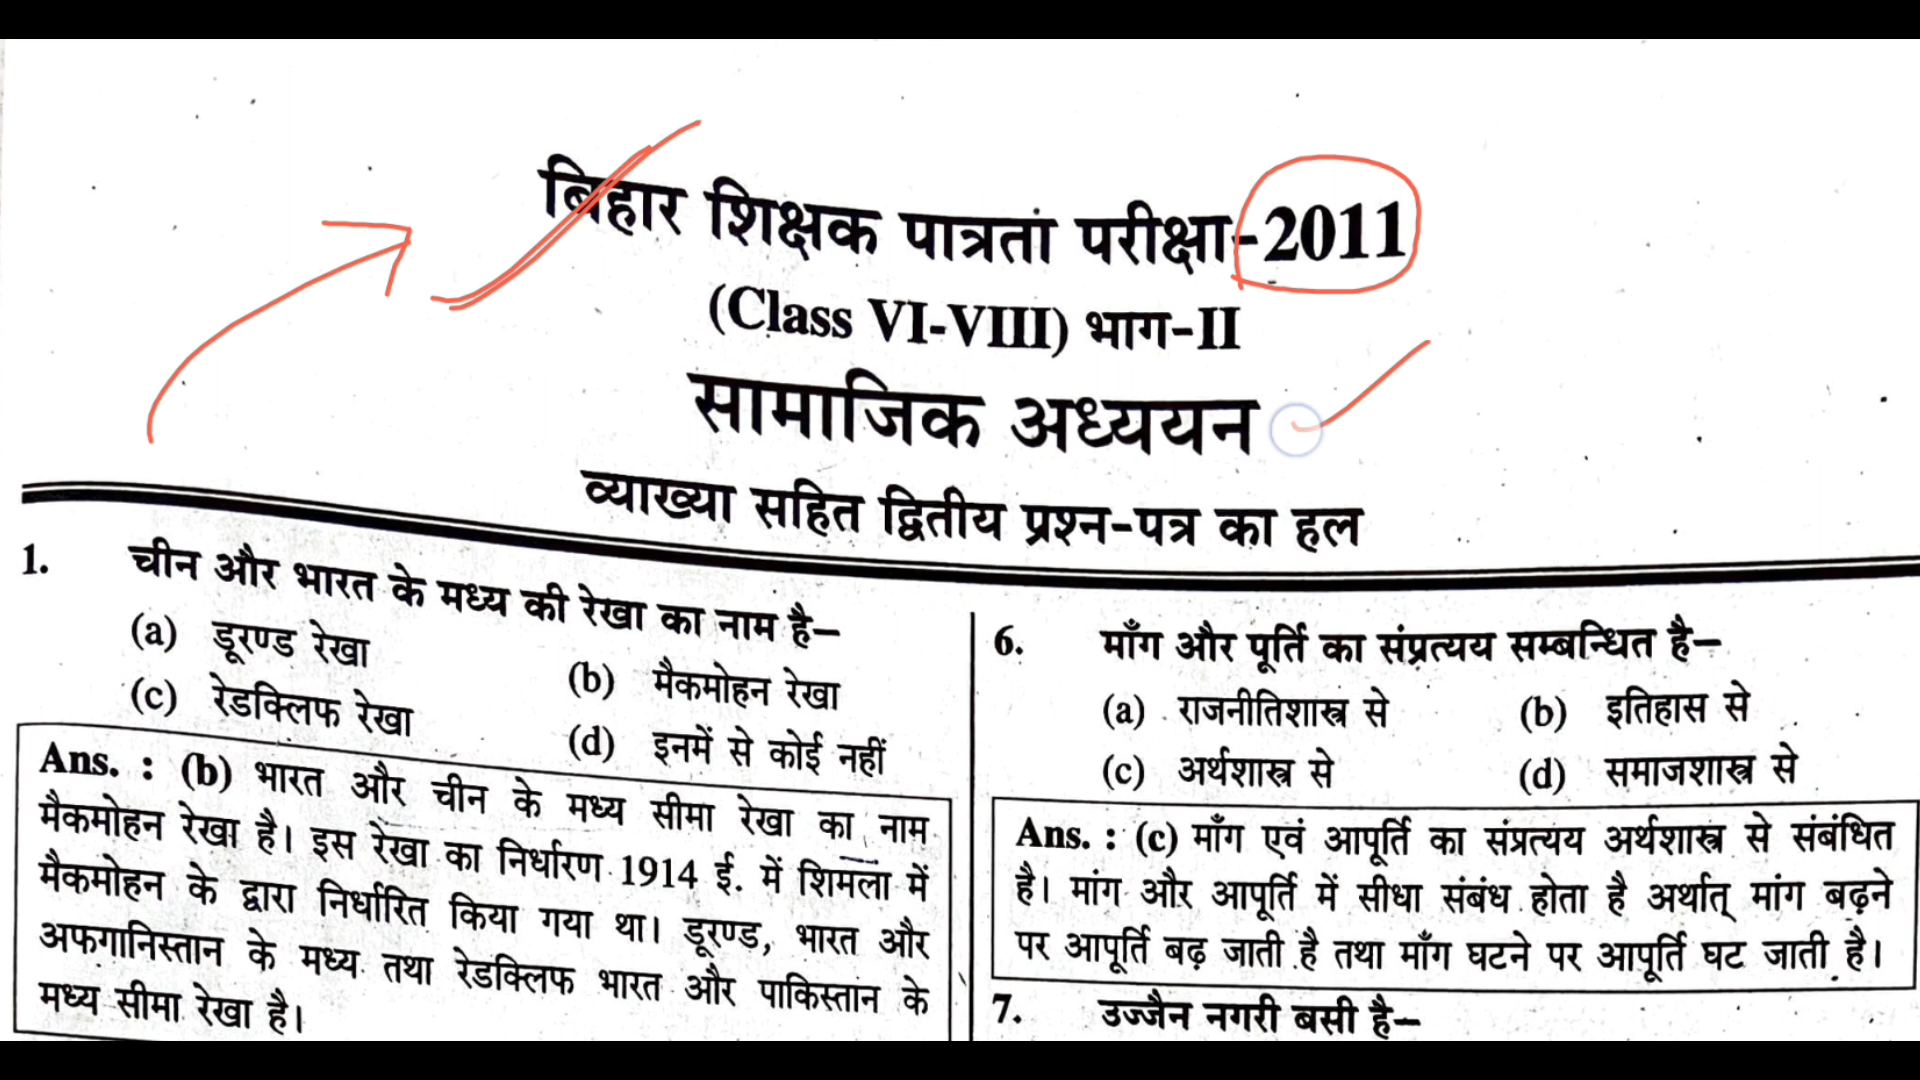 बिहार शिक्षक पात्रता परीक्षा-2011
(Class VI-VIII) भाग-II
सामाजिक अध्ययन
व्याख्या सहित द्वितीय प्रश्न-पत्र का हल
1. चीन और भारत के मध्य की रेखा का नाम है–
(a) डूरण्ड रेखा
(b) मैकमोहन रेखा
(c) रेडक्लिफ रेखा
(d) इनमें से कोई नहीं
Ans. : (b) भारत और चीन के मध्य सीमा रेखा का नाम
मैकमोहन रेखा है। इस रेखा का निर्धारण 1914 ई. में शिमला में
मैकमोहन के द्वारा निर्धारित किया गया था। डूरण्ड, भारत और
अफगानिस्तान के मध्य तथा रेडक्लिफ भारत और पाकिस्तान के
मध्य सीमा रेखा है।
6. माँग और पूर्ति का संप्रत्यय सम्बन्धित है–
(a) राजनीतिशास्त्र से (b) इतिहास से
(c) अर्थशास्त्र से (d) समाजशास्त्र से
Ans. : (c) माँग एवं आपूर्ति का संप्रत्यय अर्थशास्त्र से संबंधित
है। मांग और आपूर्ति में सीधा संबंध होता है अर्थात् मांग बढ़ने
पर आपूर्ति बढ़ जाती है तथा माँग घटने पर आपूर्ति घट जाती है।
7. उज्जैन नगरी बसी है–